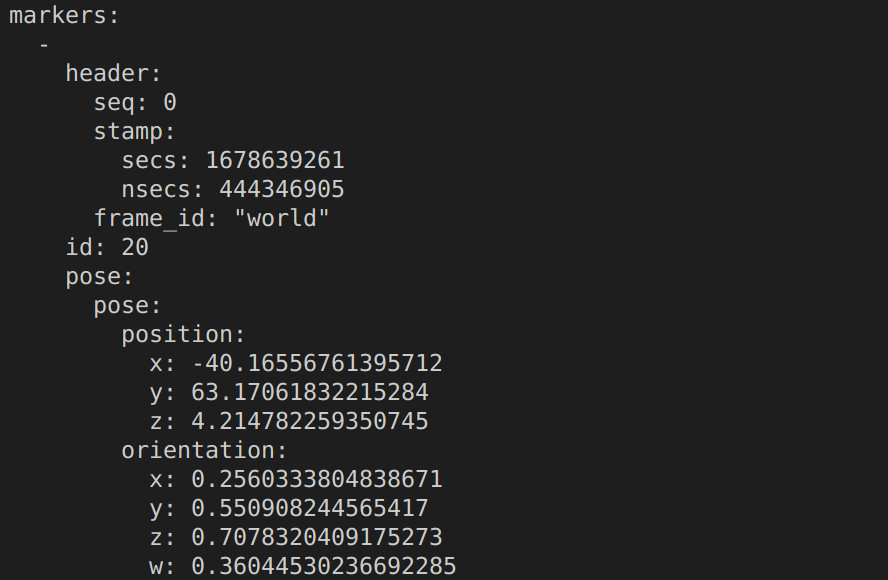 markers:
  -
    header:
      seq: 0
      stamp:
        secs: 1678639261
        nsecs: 444346905
      frame_id: "world"
    id: 20
    pose:
      pose:
        position:
          x: -40.16556761395712
          y: 63.17061832215284
          z: 4.214782259350745
        orientation:
          x: 0.2560333804838671
          y: 0.550908244565417
          z: 0.7078320409175273
          w: 0.36044530236692285